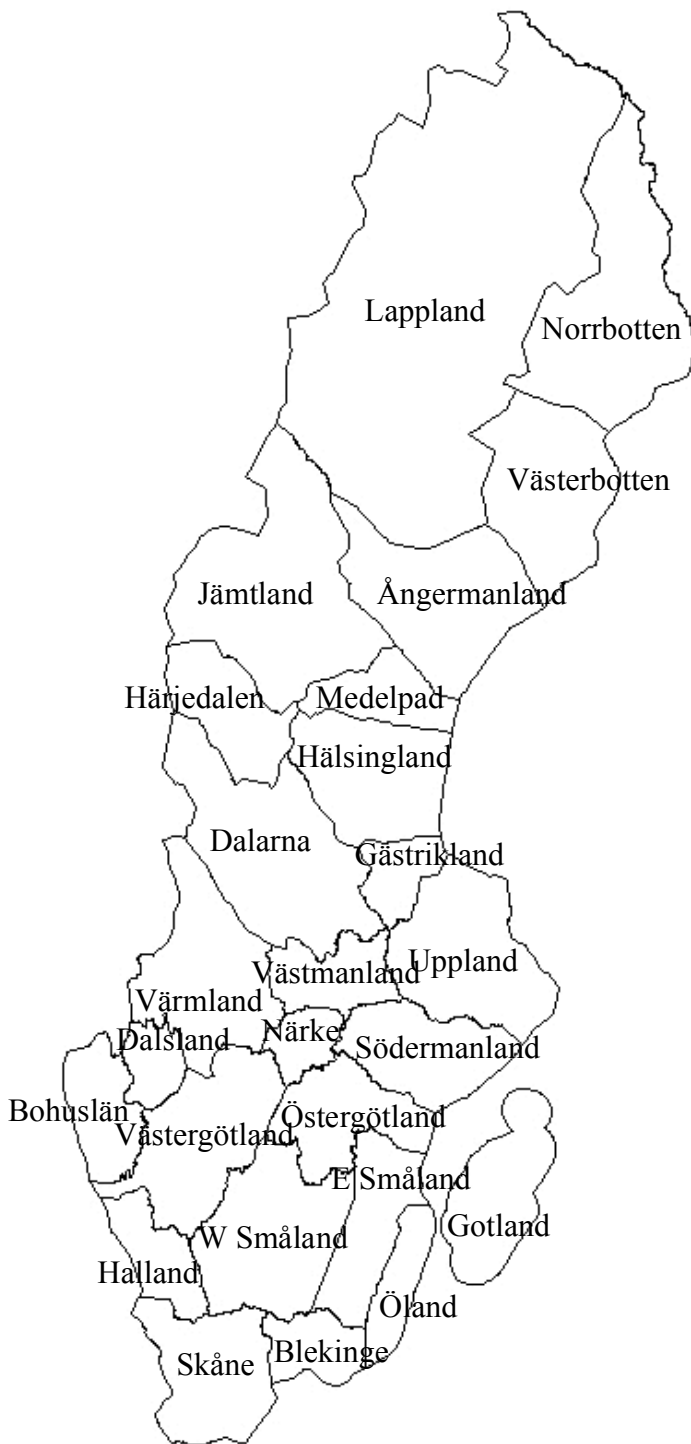 Lappland
Norrbotten
Västerbotten
Jämtland
Ångermanland
Härjedalen
Medelpad
Hälsingland
Dalarna
Gästrikland
Uppland
Västmanland
Värmland
Närke
Dalsland
Södermanland
Bohuslän
Östergötland
Västergötland
E Småland
Gotland
W Småland
Halland
Öland
Blekinge
Skåne